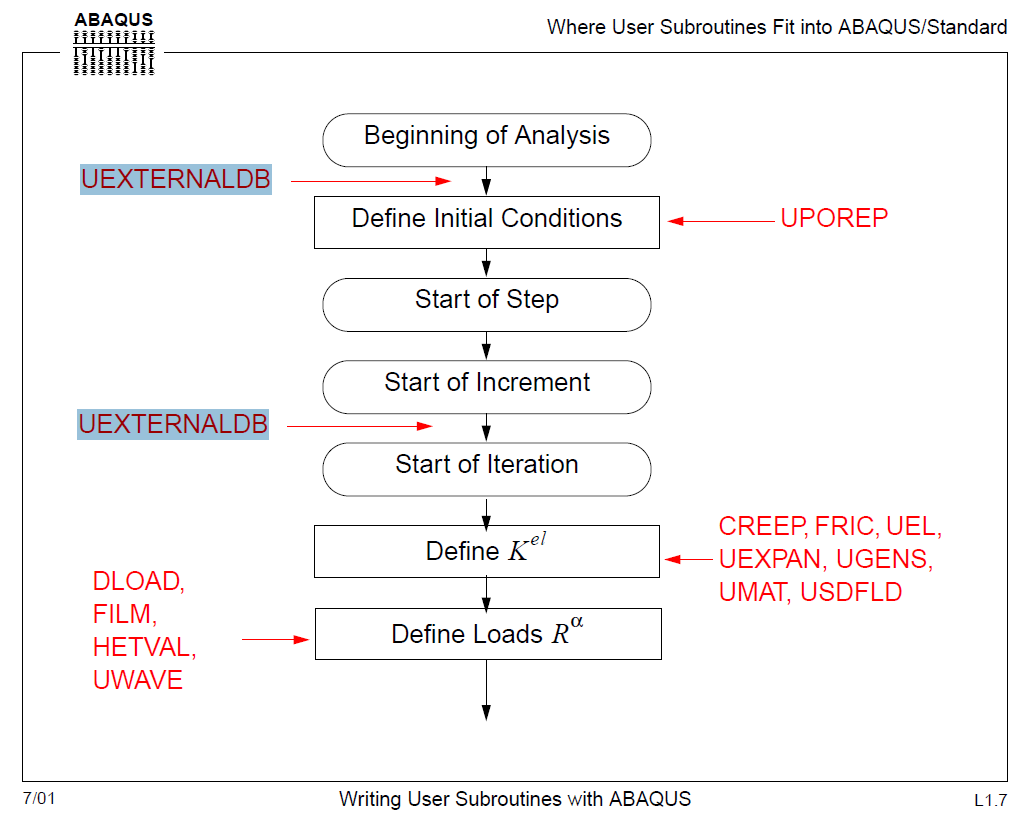 ABAQUS
Where User Subroutines Fit into ABAQUS/Standard
Beginning of Analysis
UEXTERNALDB
Define Initial Conditions
UPOREP
Start of Step
Start of Increment
UEXTERNALDB
Start of Iteration
CREEP, FRIC, UEL,
UEXPAN, UGENS,
UMAT, USDFLD
Define K^el
DLOAD,
FILM,
HETVAL,
UWAVE
Define Loads R^α
7/01
Writing User Subroutines with ABAQUS
L1.7